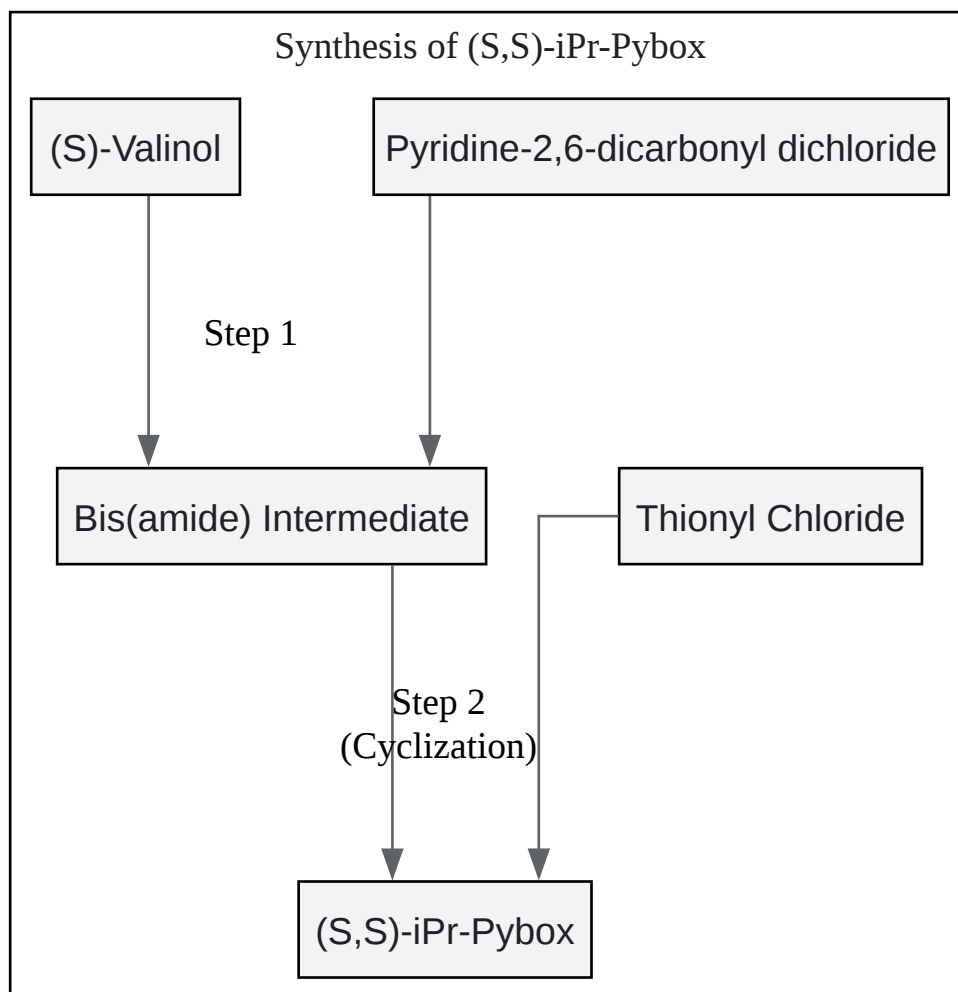 Synthesis of (S,S)-iPr-Pybox
(S)-Valinol
Pyridine-2,6-dicarbonyl dichloride
Step 1
Bis(amide) Intermediate
Thionyl Chloride
Step 2
(Cyclization)
(S,S)-iPr-Pybox